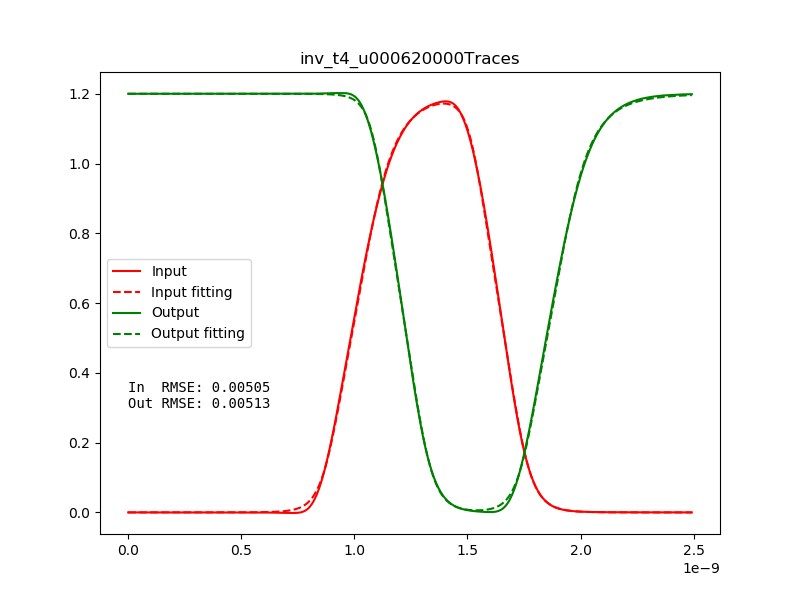 inv_t4_u000620000Traces
1.2
1.0
0.8
0.6
0.4
0.2
0.0
Input
Input fitting
Output
Output fitting
In  RMSE: 0.00505
Out RMSE: 0.00513
0.0 0.5 1.0 1.5 2.0 2.5
1e−9